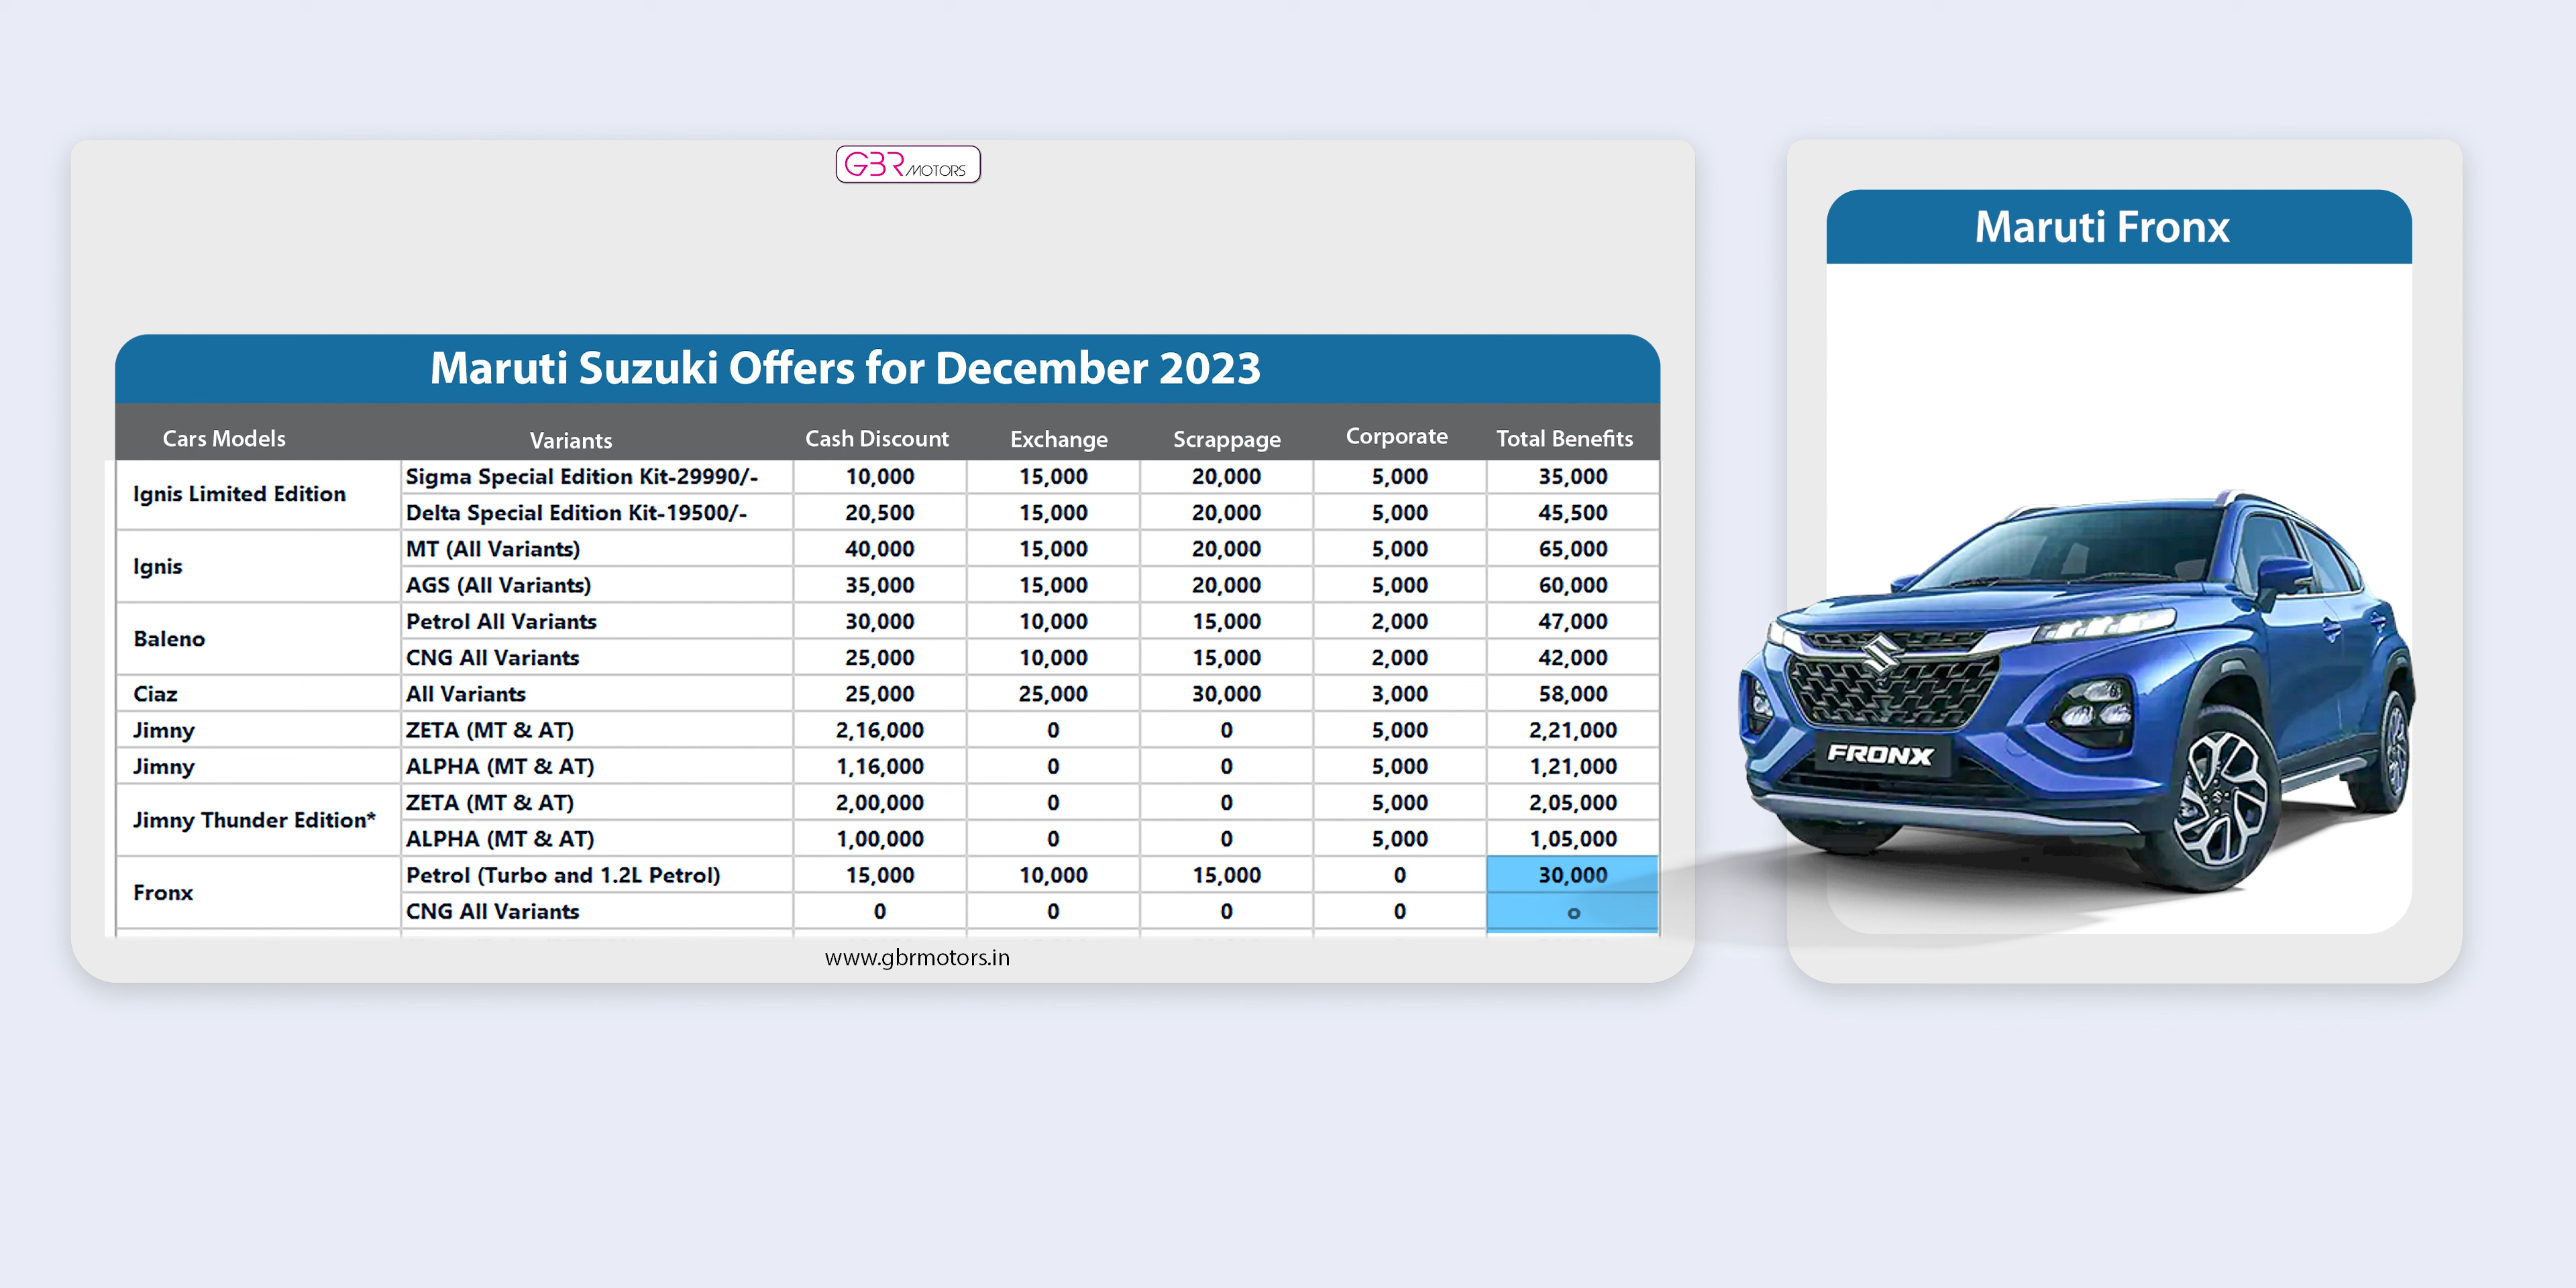 GBR MOTORS
Maruti Suzuki Offers for December 2023
Cars Models Variants Cash Discount Exchange Scrappage Corporate Total Benefits
Ignis Limited Edition Sigma Special Edition Kit-29990/- 10,000 15,000 20,000 5,000 35,000
Delta Special Edition Kit-19500/- 20,500 15,000 20,000 5,000 45,500
Ignis MT (All Variants) 40,000 15,000 20,000 5,000 65,000
AGS (All Variants) 35,000 15,000 20,000 5,000 60,000
Baleno Petrol All Variants 30,000 10,000 15,000 2,000 47,000
CNG All Variants 25,000 10,000 15,000 2,000 42,000
Ciaz All Variants 25,000 25,000 30,000 3,000 58,000
Jimny ZETA (MT & AT) 2,16,000 0 0 5,000 2,21,000
Jimny ALPHA (MT & AT) 1,16,000 0 0 5,000 1,21,000
Jimny Thunder Edition* ZETA (MT & AT) 2,00,000 0 0 5,000 2,05,000
ALPHA (MT & AT) 1,00,000 0 0 5,000 1,05,000
Fronx Petrol (Turbo and 1.2L Petrol) 15,000 10,000 15,000 0 30,000
CNG All Variants 0 0 0 0 0
www.gbrmotors.in
Maruti Fronx
FRONX